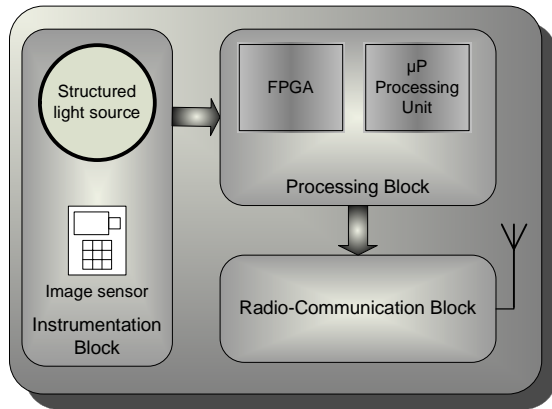 Structured
light source
Image sensor
Instrumentation
Block
FPGA
µP
Processing
Unit
Processing Block
Radio-Communication Block